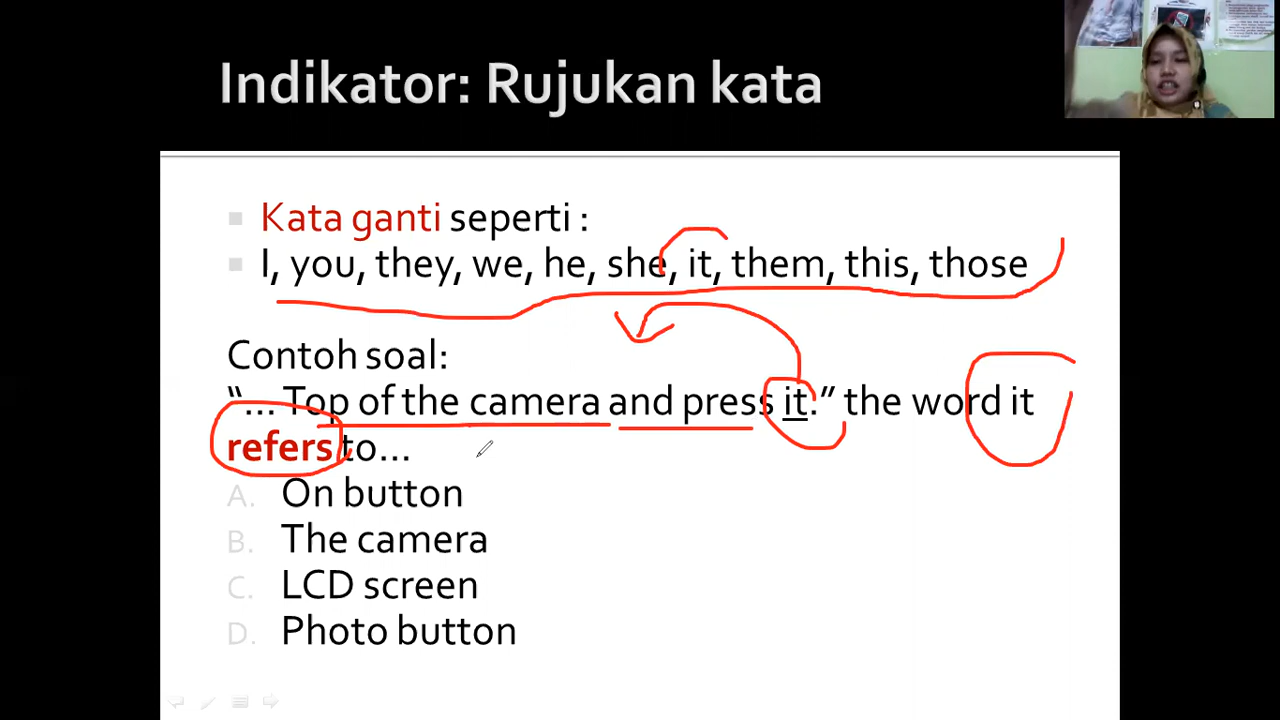 Indikator: Rujukan kata
Kata ganti seperti :
I, you, they, we, he, she, it, them, this, those
Contoh soal:
“... Top of the camera and press it.” the word it
refers to...
A. On button
B. The camera
C. LCD screen
D. Photo button